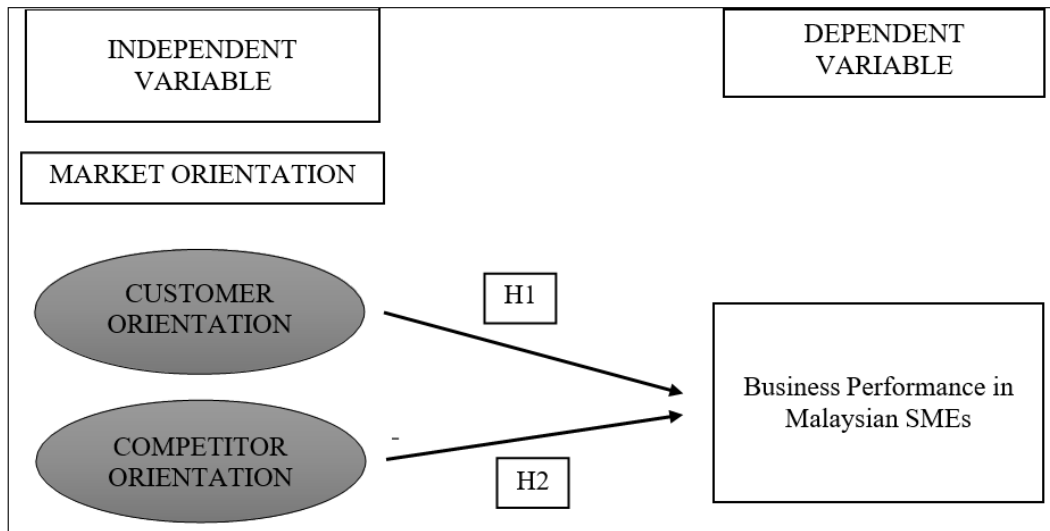 INDEPENDENT
VARIABLE
DEPENDENT
VARIABLE
MARKET ORIENTATION
CUSTOMER
ORIENTATION
H1
Business Performance in
Malaysian SMEs
COMPETITOR
ORIENTATION
-
H2